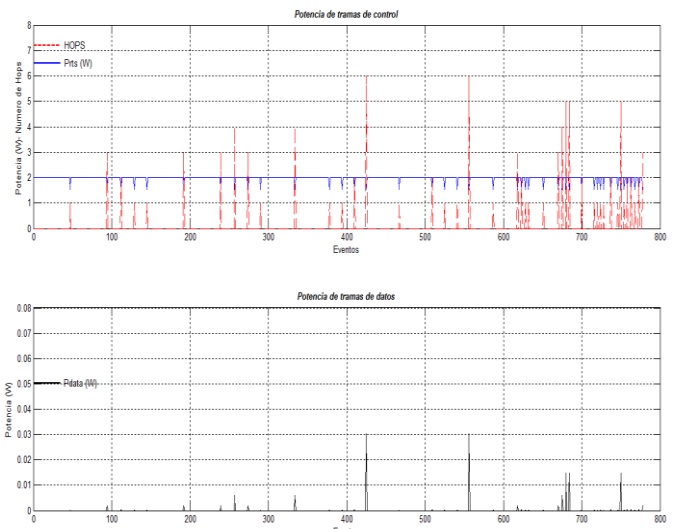 Potencia de tramas de control
8
7
6
5
4
3
2
1
0
HOPS
Prts (W)
Potencia (W)- Numero de Hops
0 100 200 300 400 500 600 700 800
Eventos
Potencia de tramas de datos
0.08
0.07
0.06
0.05
0.04
0.03
0.02
0.01
0
Pdata (W)
Potencia (W)
0 100 200 300 400 500 600 700 800
Eventos